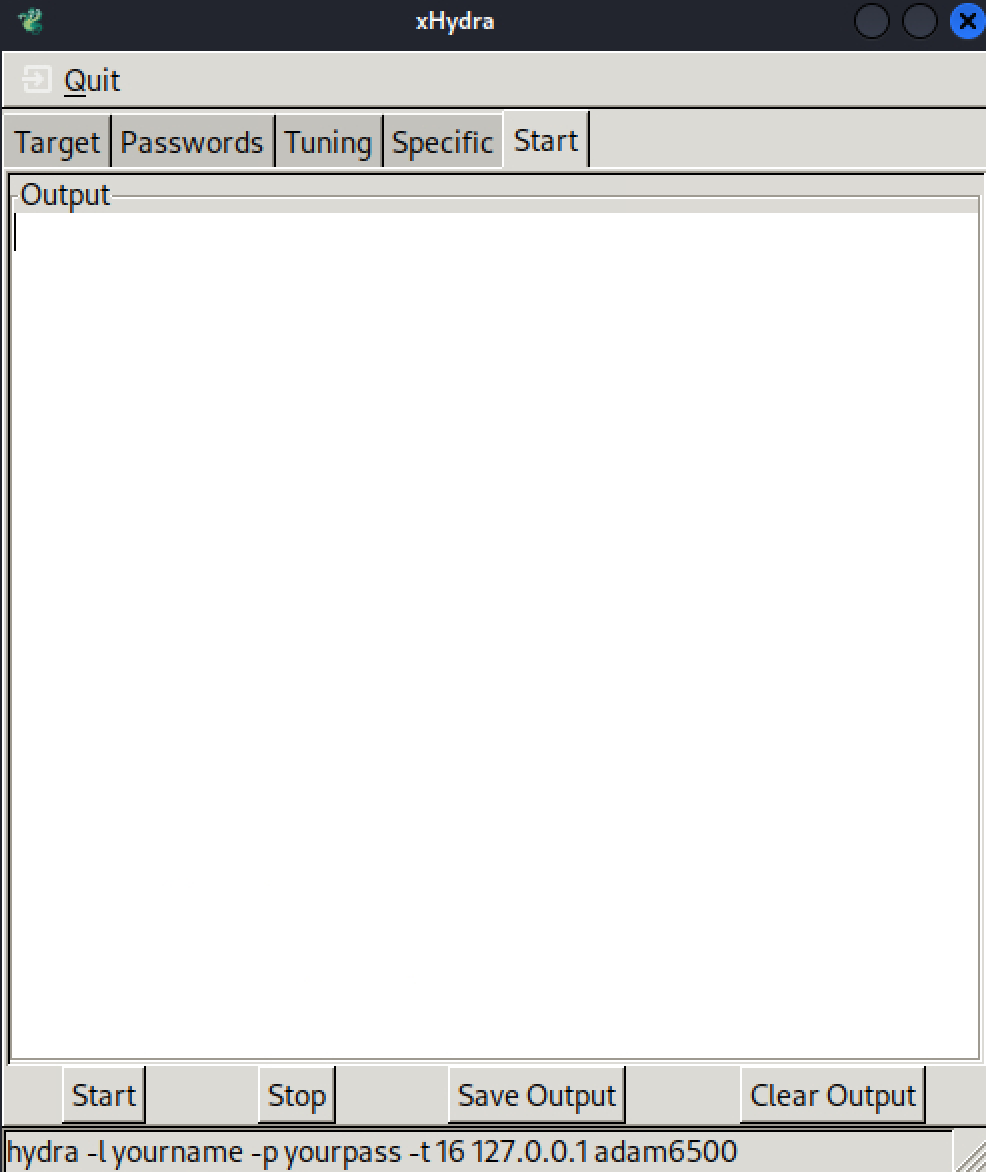 xHydra
Quit
Target Passwords Tuning Specific Start
Output
Start Stop Save Output Clear Output
hydra -l yourname -p yourpass -t 16 127.0.0.1 adam6500